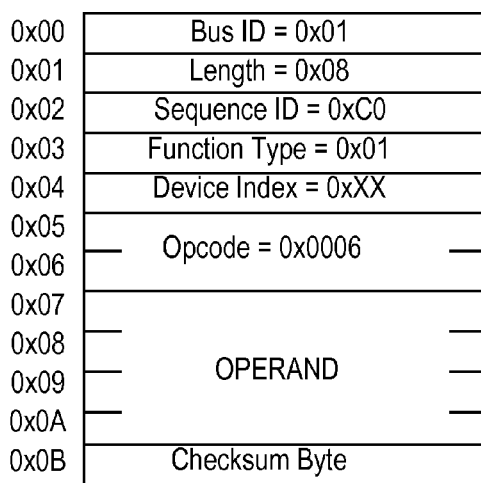 0x00 Bus ID = 0x01
0x01 Length = 0x08
0x02 Sequence ID = 0xC0
0x03 Function Type = 0x01
0x04 Device Index = 0xXX
0x05
Opcode = 0x0006
0x06
0x07
0x08
OPERAND
0x09
0x0A
0x0B Checksum Byte